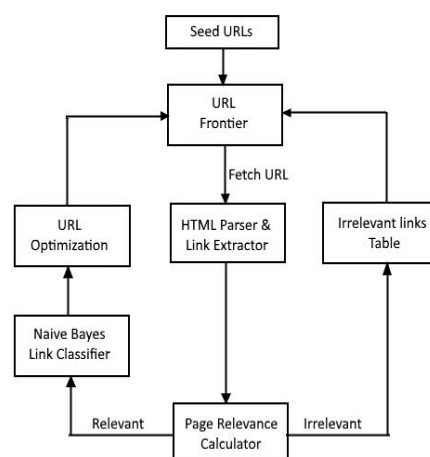 Seed URLs
URL
Frontier
Fetch URL
URL
Optimization
HTML Parser &
Link Extractor
Irrelevant links
Table
Naive Bayes
Link Classifier
Relevant
Page Relevance
Calculator
Irrelevant